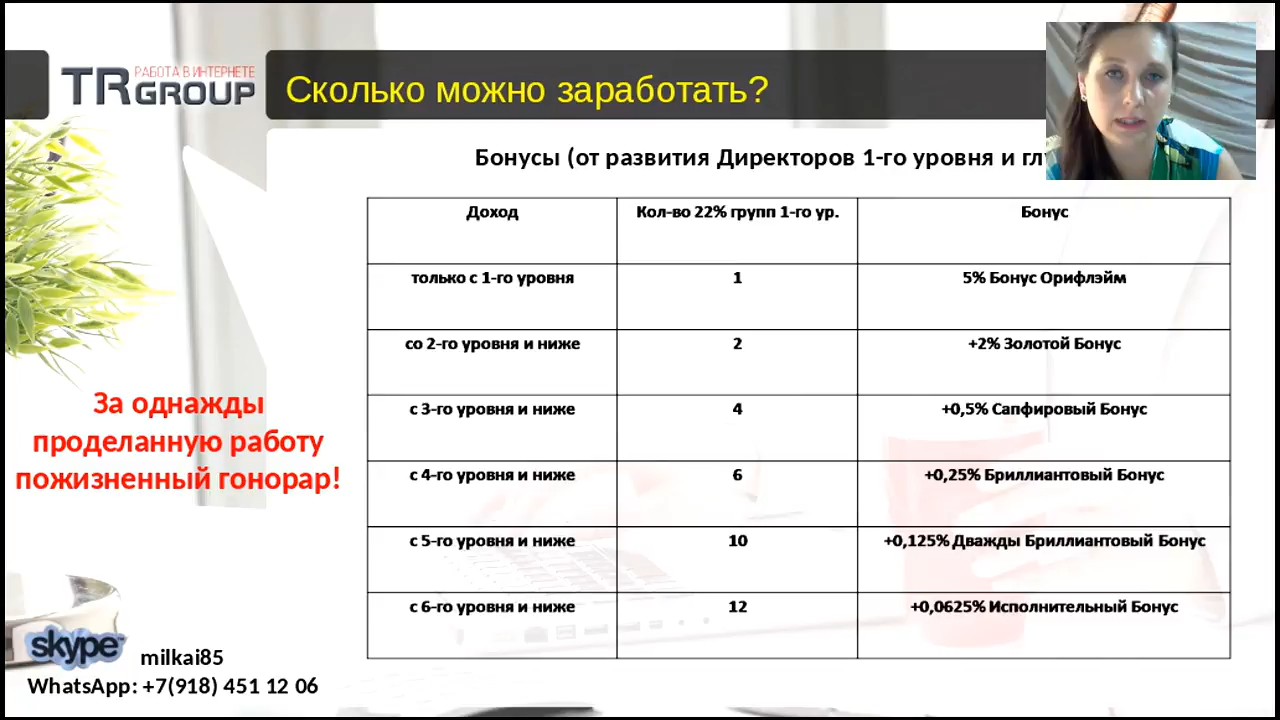 РАБОТА В ИНТЕРНЕТЕ
TR GROUP
Сколько можно заработать?
Бонусы (от развития Директоров 1-го уровня и
Доход Кол-во 22% групп 1-го ур. Бонус
только с 1-го уровня 1 5% Бонус Орифлэйм
со 2-го уровня и ниже 2 +2% Золотой Бонус
с 3-го уровня и ниже 4 +0,5% Сапфировый Бонус
с 4-го уровня и ниже 6 +0,25% Бриллиантовый Бонус
с 5-го уровня и ниже 10 +0,125% Дважды Бриллиантовый Бонус
с 6-го уровня и ниже 12 +0,0625% Исполнительный Бонус
За однажды
проделанную работу
пожизненный гонорар!
skype™ milkai85
WhatsApp: +7(918) 451 12 06